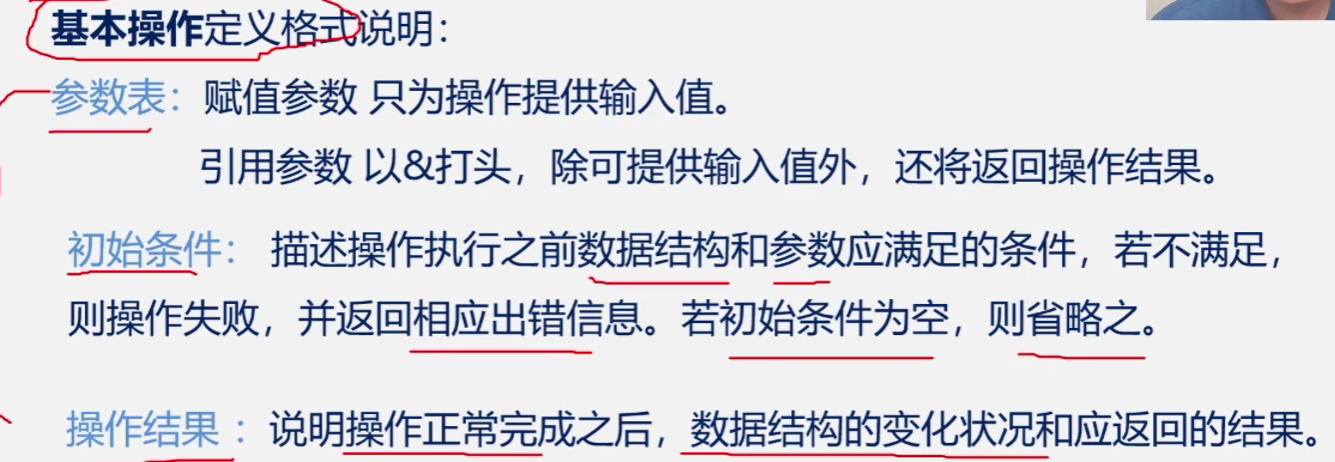 基本操作定义格式说明：
参数表：赋值参数 只为操作提供输入值。
引用参数 以&打头，除可提供输入值外，还将返回操作结果。
初始条件： 描述操作执行之前数据结构和参数应满足的条件，若不满足，
则操作失败，并返回相应出错信息。若初始条件为空，则省略之。
操作结果 ：说明操作正常完成之后，数据结构的变化状况和应返回的结果。